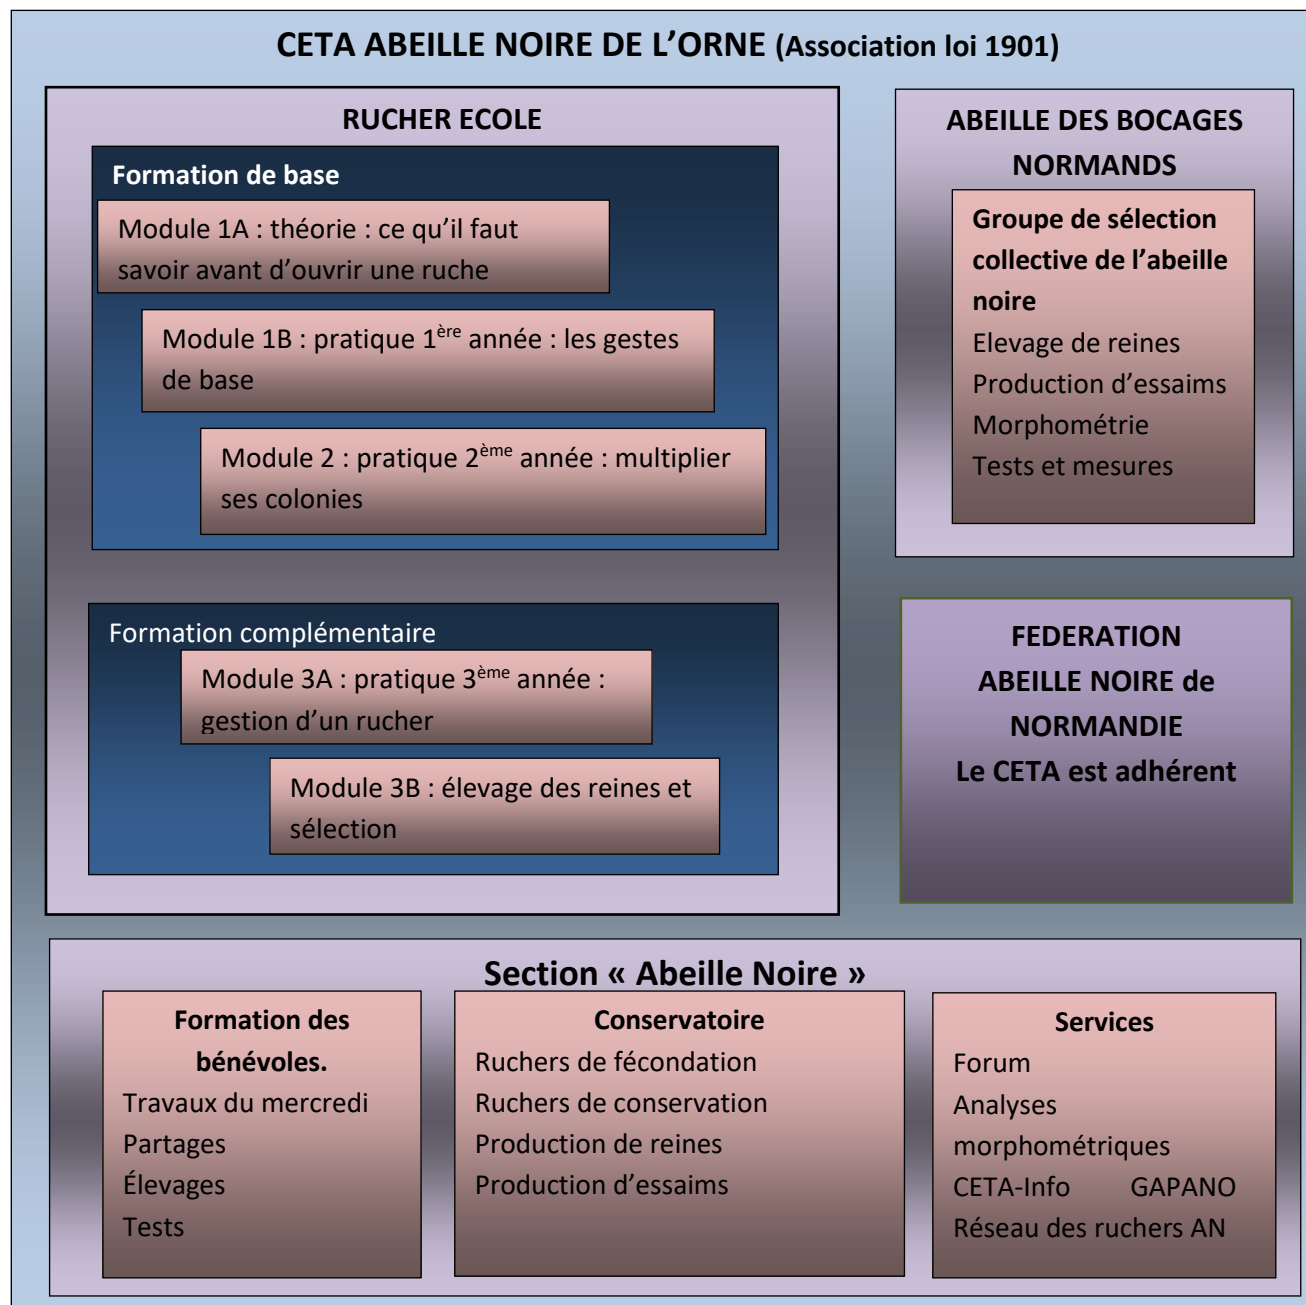 CETA ABEILLE NOIRE DE L’ORNE (Association loi 1901)
RUCHER ECOLE
Formation de base
Module 1A : théorie : ce qu’il faut
savoir avant d’ouvrir une ruche
Module 1B : pratique 1ère année : les gestes
de base
Module 2 : pratique 2ème année : multiplier
ses colonies
Formation complémentaire
Module 3A : pratique 3ème année :
gestion d’un rucher
Module 3B : élevage des reines et
sélection
ABEILLE DES BOCAGES
NORMANDS
Groupe de sélection
collective de l’abeille
noire
Elevage de reines
Production d’essaims
Morphométrie
Tests et mesures
FEDERATION
ABEILLE NOIRE de
NORMANDIE
Le CETA est adhérent
Section « Abeille Noire »
Formation des
bénévoles.
Travaux du mercredi
Partages
Élevages
Tests
Conservatoire
Ruchers de fécondation
Ruchers de conservation
Production de reines
Production d’essaims
Services
Forum
Analyses
morphométriques
CETA-Info GAPANO
Réseau des ruchers AN